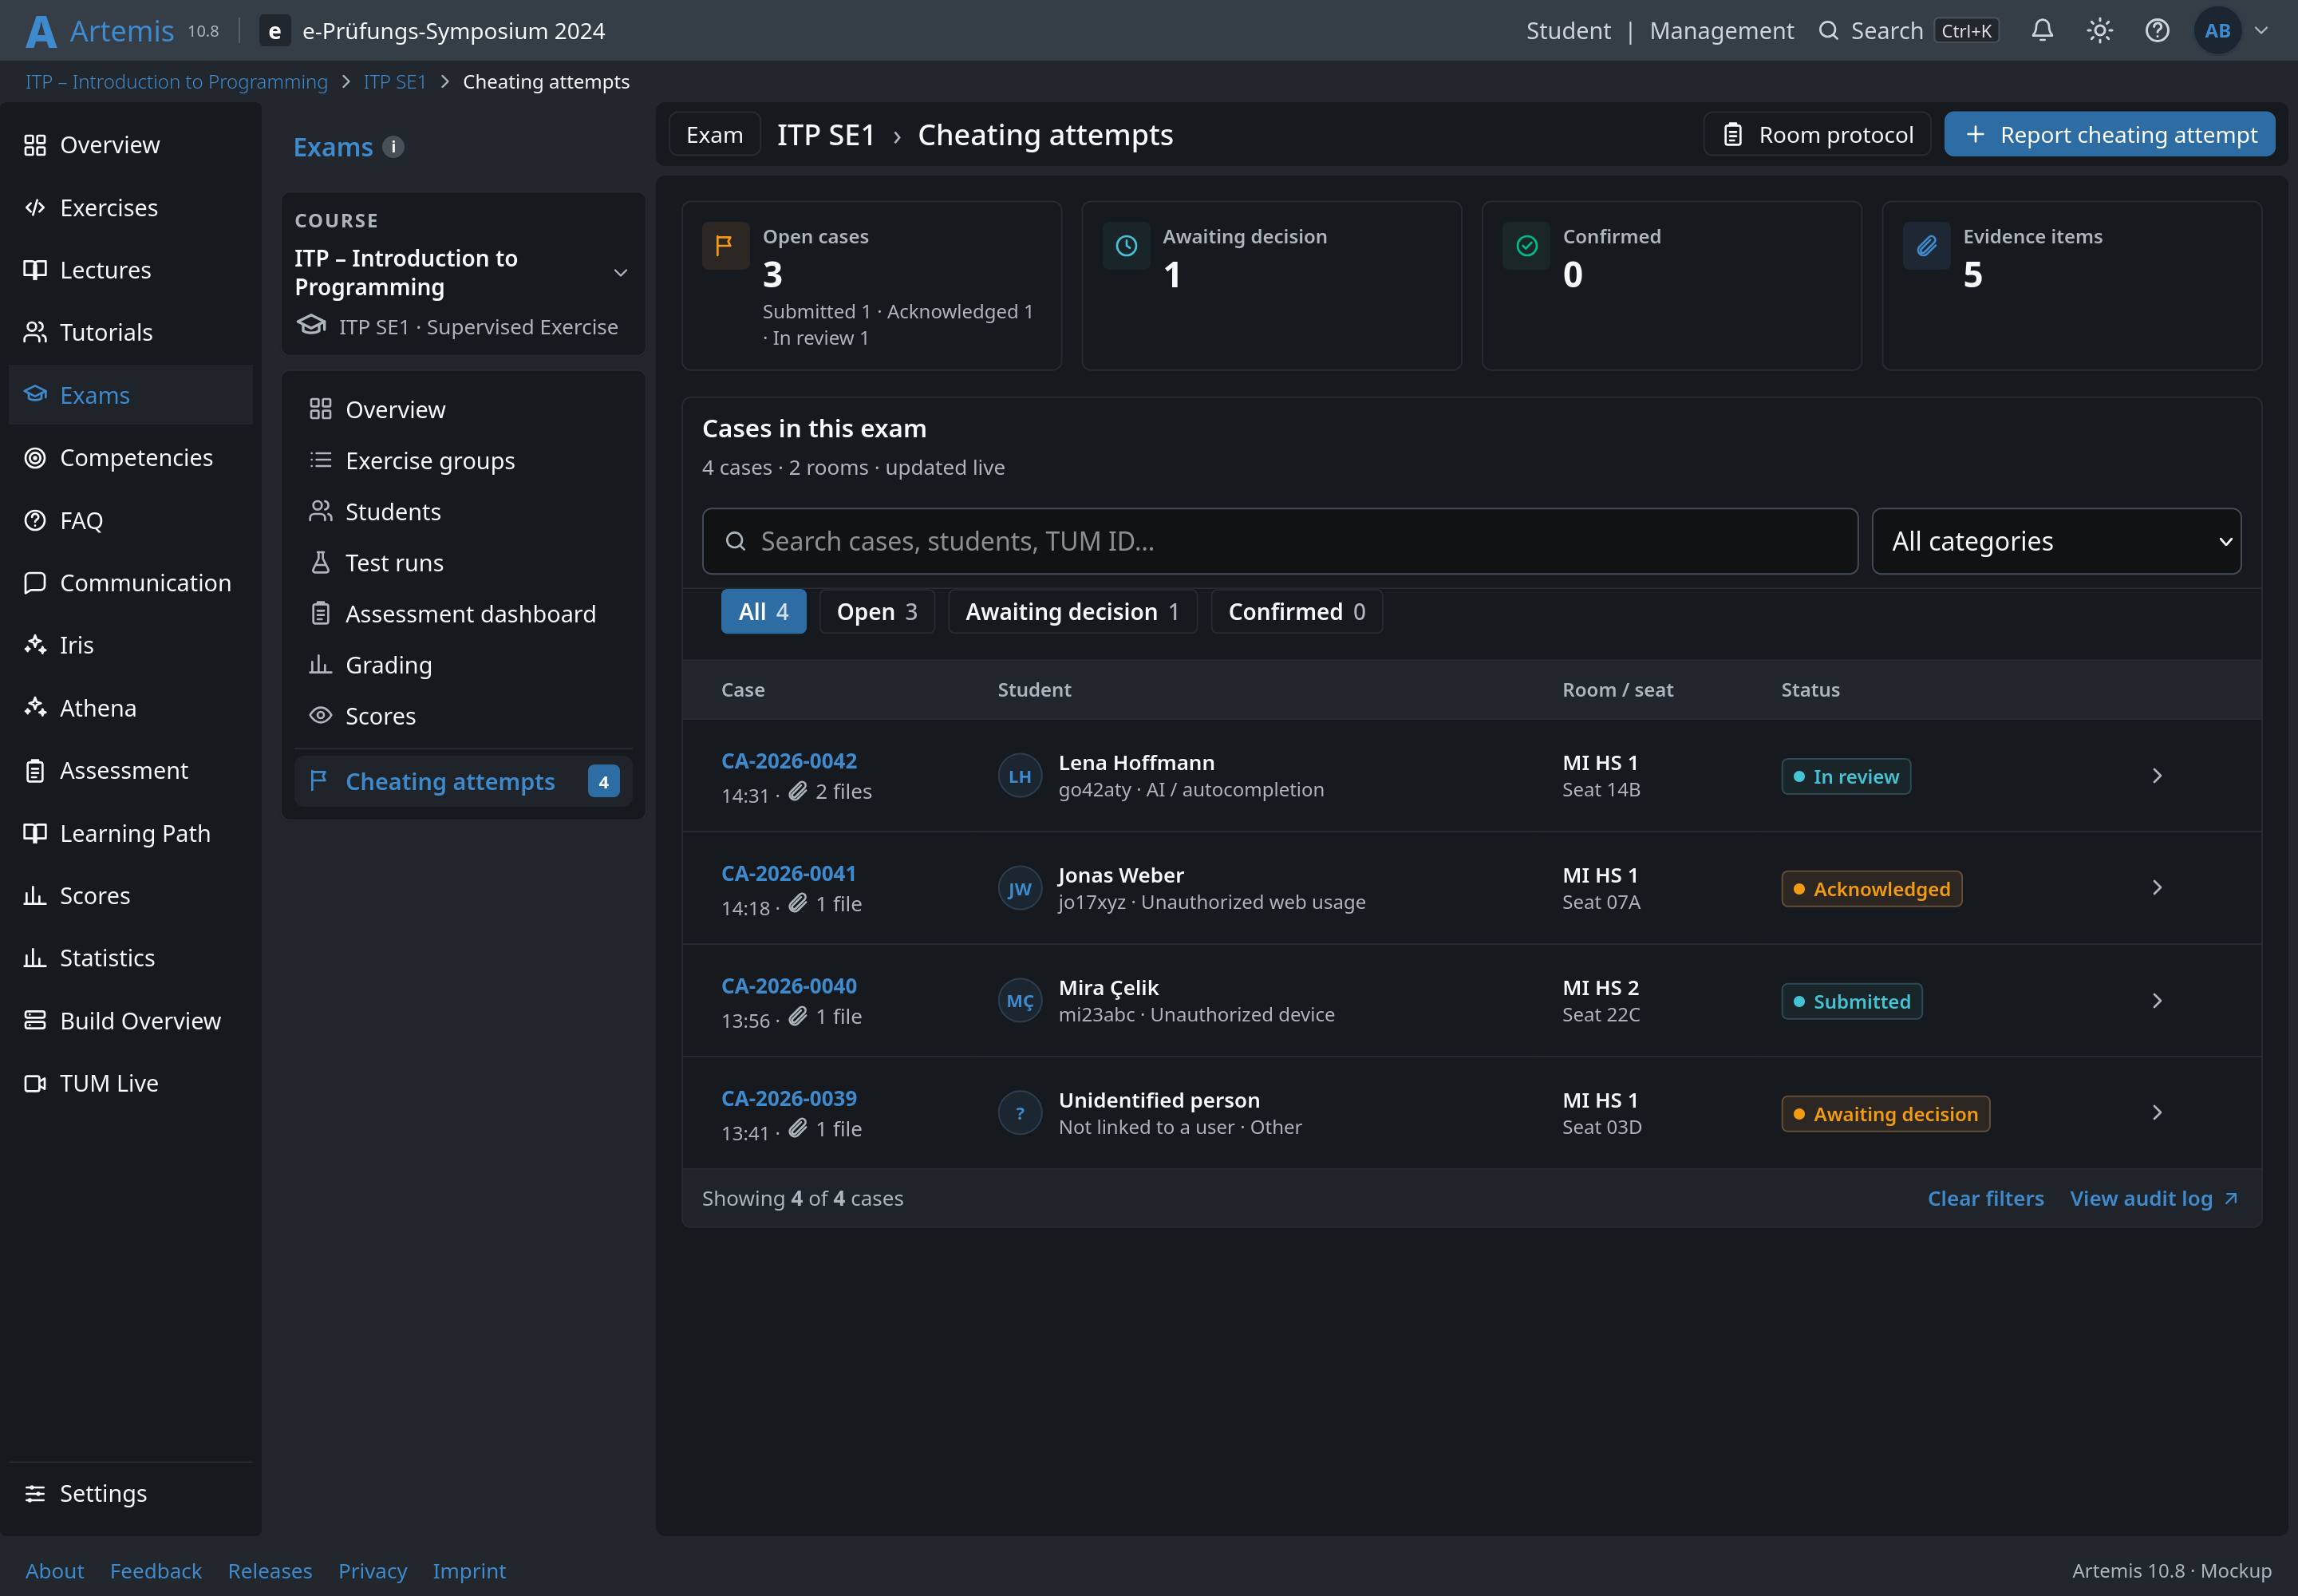 A Artemis 10.8 e e-Prüfungs-Symposium 2024 Student | Management Search Ctrl+K AB
ITP – Introduction to Programming ITP SE1 Cheating attempts
Overview
Exercises
Lectures
Tutorials
Exams
Competencies
FAQ
Communication
Iris
Athena
Assessment
Learning Path
Scores
Statistics
Build Overview
TUM Live
Settings
Exams i
COURSE
ITP – Introduction to
Programming
ITP SE1 · Supervised Exercise
Overview
Exercise groups
Students
Test runs
Assessment dashboard
Grading
Scores
Cheating attempts 4
Exam ITP SE1 › Cheating attempts Room protocol + Report cheating attempt
Open cases
3
Submitted 1 · Acknowledged 1
· In review 1
Awaiting decision
1
Confirmed
0
Evidence items
5
Cases in this exam
4 cases · 2 rooms · updated live
Search cases, students, TUM ID... All categories
All 4 Open 3 Awaiting decision 1 Confirmed 0
Case Student Room / seat Status
CA-2026-0042
14:31 · 2 files
LH
Lena Hoffmann
go42aty · AI / autocompletion
MI HS 1
Seat 14B
In review
CA-2026-0041
14:18 · 1 file
JW
Jonas Weber
jo17xyz · Unauthorized web usage
MI HS 1
Seat 07A
Acknowledged
CA-2026-0040
13:56 · 1 file
MÇ
Mira Çelik
mi23abc · Unauthorized device
MI HS 2
Seat 22C
Submitted
CA-2026-0039
13:41 · 1 file
?
Unidentified person
Not linked to a user · Other
MI HS 1
Seat 03D
Awaiting decision
Showing 4 of 4 cases Clear filters View audit log
About Feedback Releases Privacy Imprint Artemis 10.8 · Mockup